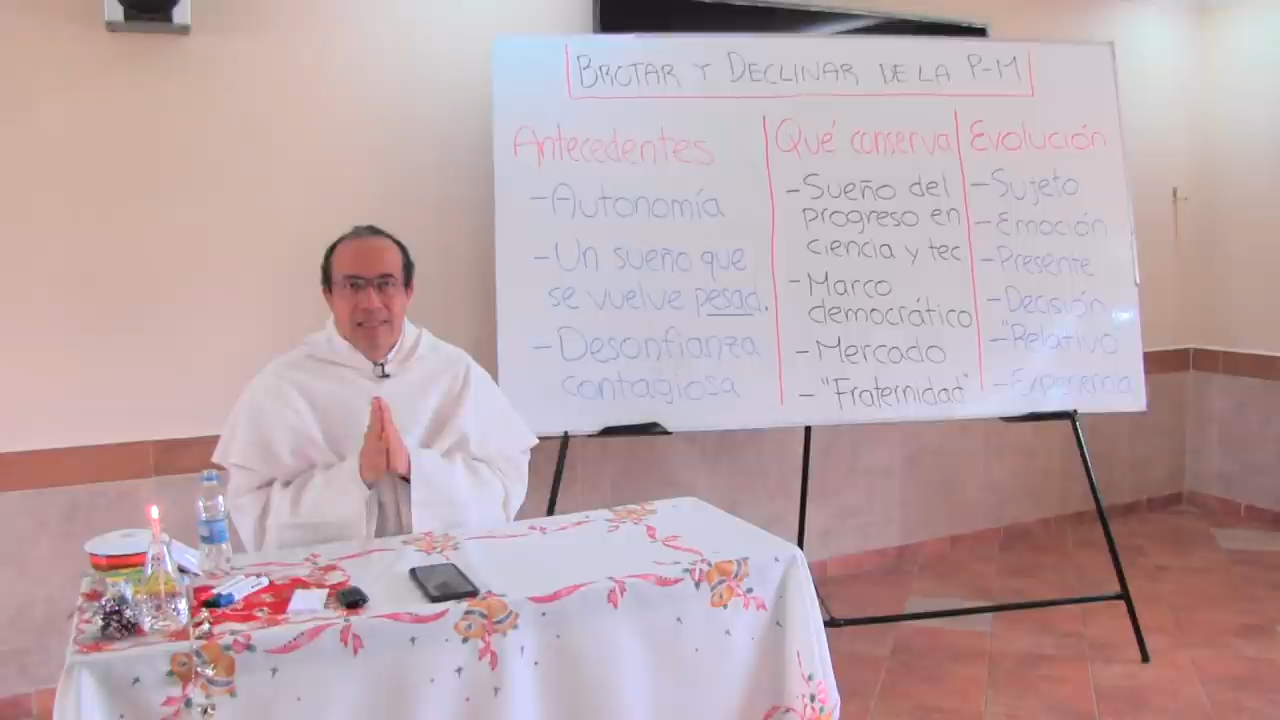 BROTAR Y DECLINAR DE LA P-M
Antecedentes
-Autonomía
-Un sueño que
se vuelve pesad.
-Desonfianza
contagiosa
Qué conserva
-Sueño del
progreso en
ciencia y tec
-Marco
democrático
-Mercado
-"Fraternidad"
Evolución
-Sujeto
-Emoción
-Presente
-Decisión
-"Relativo
-Experiencia